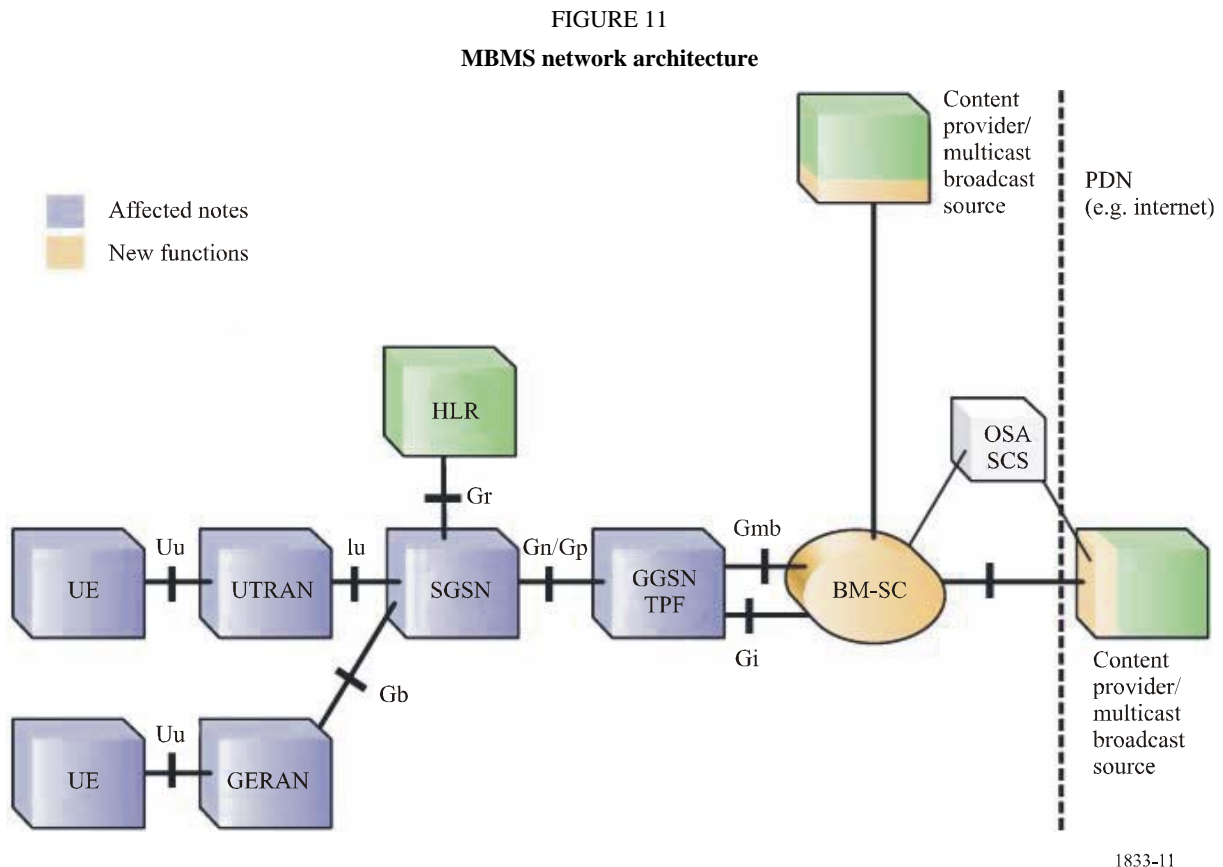 FIGURE 11
MBMS network architecture
Content
provider/
multicast
broadcast
source
PDN
(e.g. internet)
Affected notes
New functions
HLR
OSA
SCS
Gr
Uu
lu
Gn/Gp
Gmb
UE
UTRAN
SGSN
GGSN
TPF
BM-SC
Gi
Gb
Content
provider/
multicast
broadcast
source
Uu
UE
GERAN
1833-11